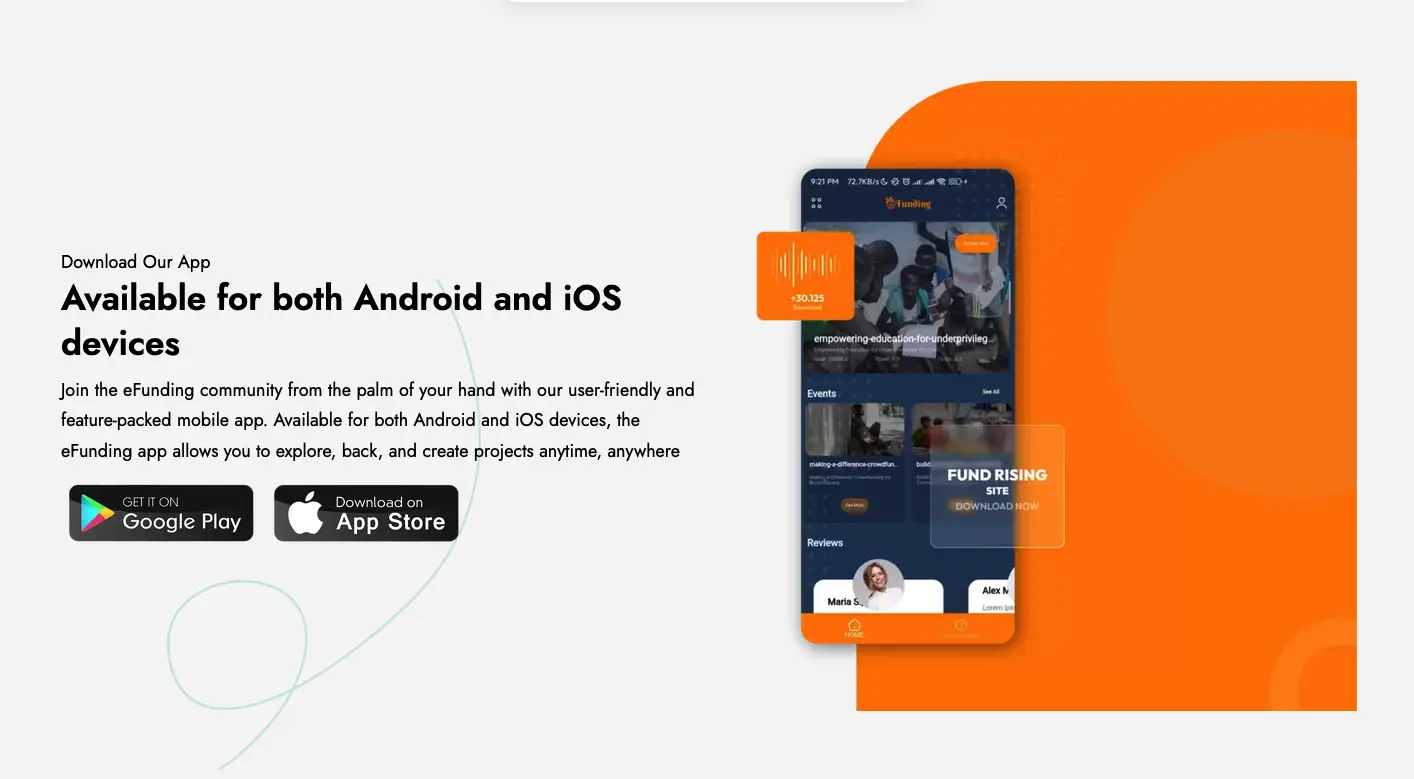 Download Our App
Available for both Android and iOS
devices
Join the eFunding community from the palm of your hand with our user-friendly and
feature-packed mobile app. Available for both Android and iOS devices, the
eFunding app allows you to explore, back, and create projects anytime, anywhere
GET IT ON
Google Play
Download on
App Store
9:21 PM 72.7KB/s
Funding
+30.125
empowering-education-for-underprivileg...
Events
See All
making-a-difference-crowdfun...
build
See More
FUND RISING
SITE
DOWNLOAD NOW
Reviews
Maria S.
Alex M
Lorem ips
HOME